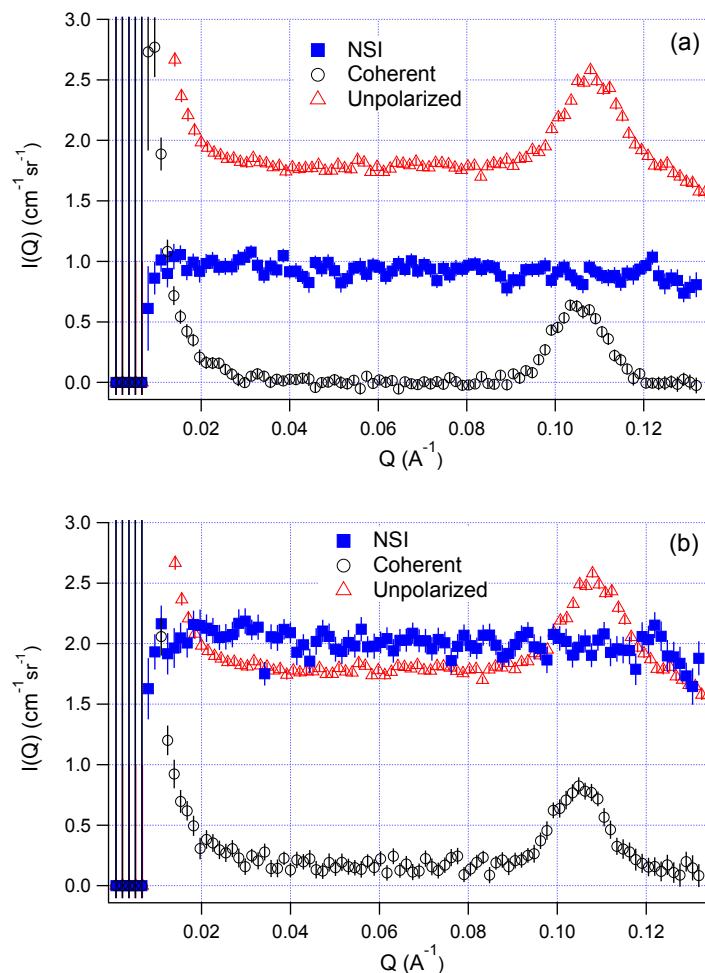 3.0
(a)
NSI
Coherent
Unpolarized
2.5
2.0
1.5
1.0
0.5
0.0
I(Q) (cm⁻¹ sr⁻¹)
0.02
0.04
0.06
0.08
0.10
0.12
Q (A⁻¹)
3.0
(b)
NSI
Coherent
Unpolarized
2.5
2.0
1.5
1.0
0.5
0.0
I(Q) (cm⁻¹ sr⁻¹)
0.02
0.04
0.06
0.08
0.10
0.12
Q (A⁻¹)